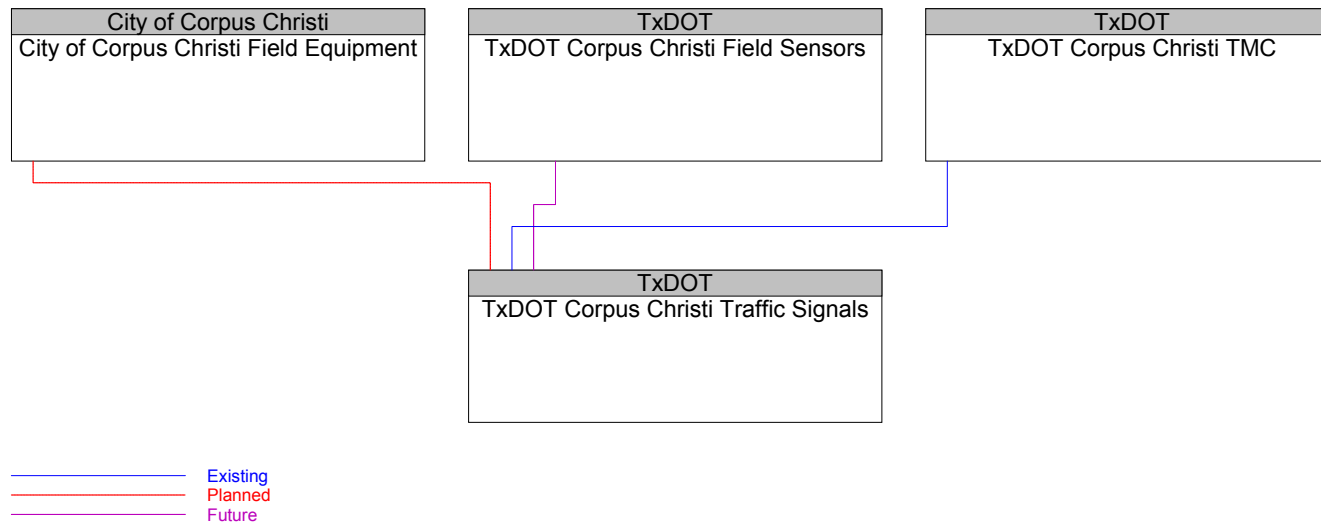 City of Corpus Christi
City of Corpus Christi Field Equipment
TxDOT
TxDOT Corpus Christi Field Sensors
TxDOT
TxDOT Corpus Christi TMC
TxDOT
TxDOT Corpus Christi Traffic Signals
Existing
Planned
Future